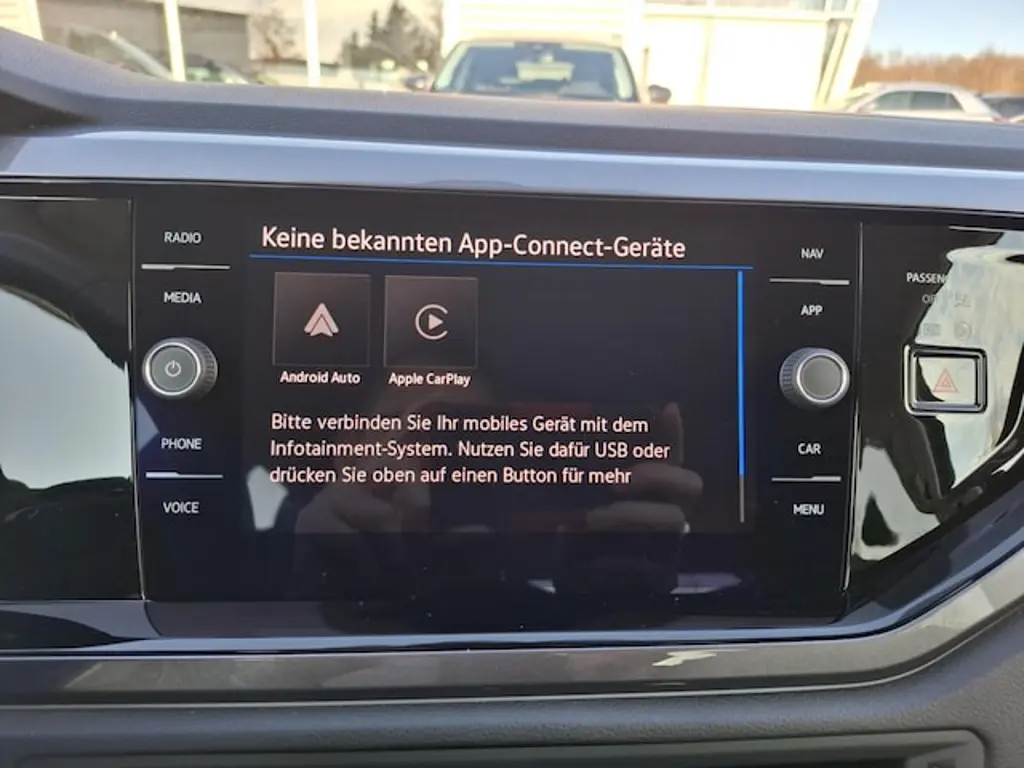 RADIO
MEDIA
PHONE
VOICE
Keine bekannten App-Connect-Geräte
Android Auto
Apple CarPlay
Bitte verbinden Sie Ihr mobiles Gerät mit dem
Infotainment-System. Nutzen Sie dafür USB oder
drücken Sie oben auf einen Button für mehr
NAV
APP
CAR
MENU